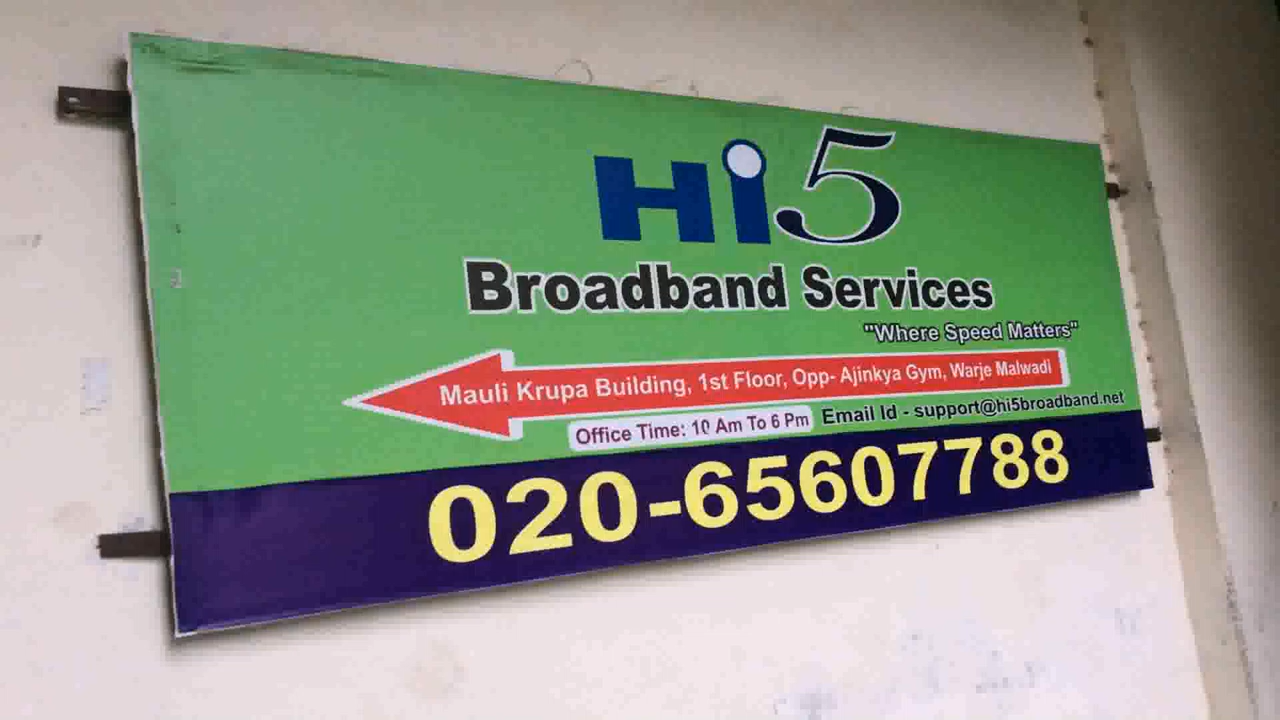 Hi5
Broadband Services
"Where Speed Matters"
Mauli Krupa Building, 1st Floor, Opp- Ajinkya Gym, Warje Malwadi
Office Time: 10 Am To 6 Pm Email Id - support@hi5broadband.net
020-65607788